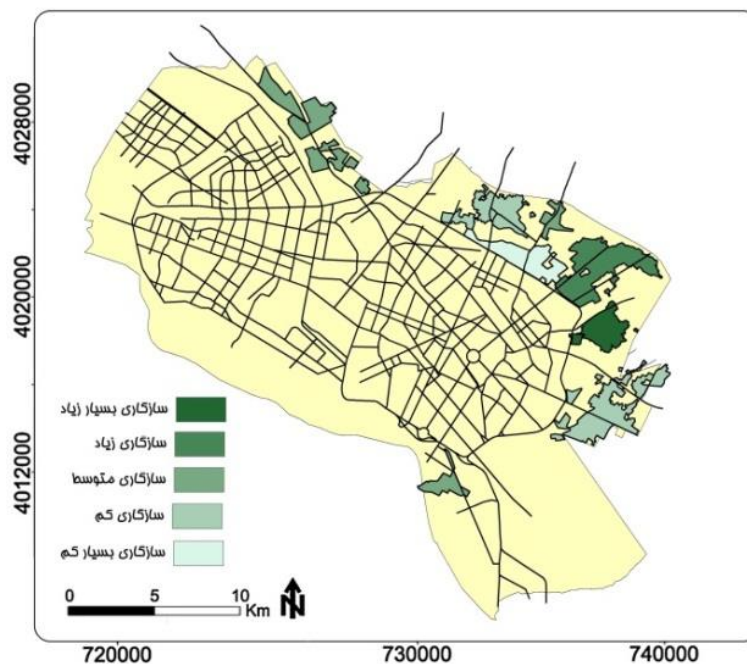 4028000
4020000
4012000
سازگاری بسیار زیاد
سازگاری زیاد
سازگاری متوسط
سازگاری کم
سازگاری بسیار کم
0 5 10
Km
N
720000 730000 740000